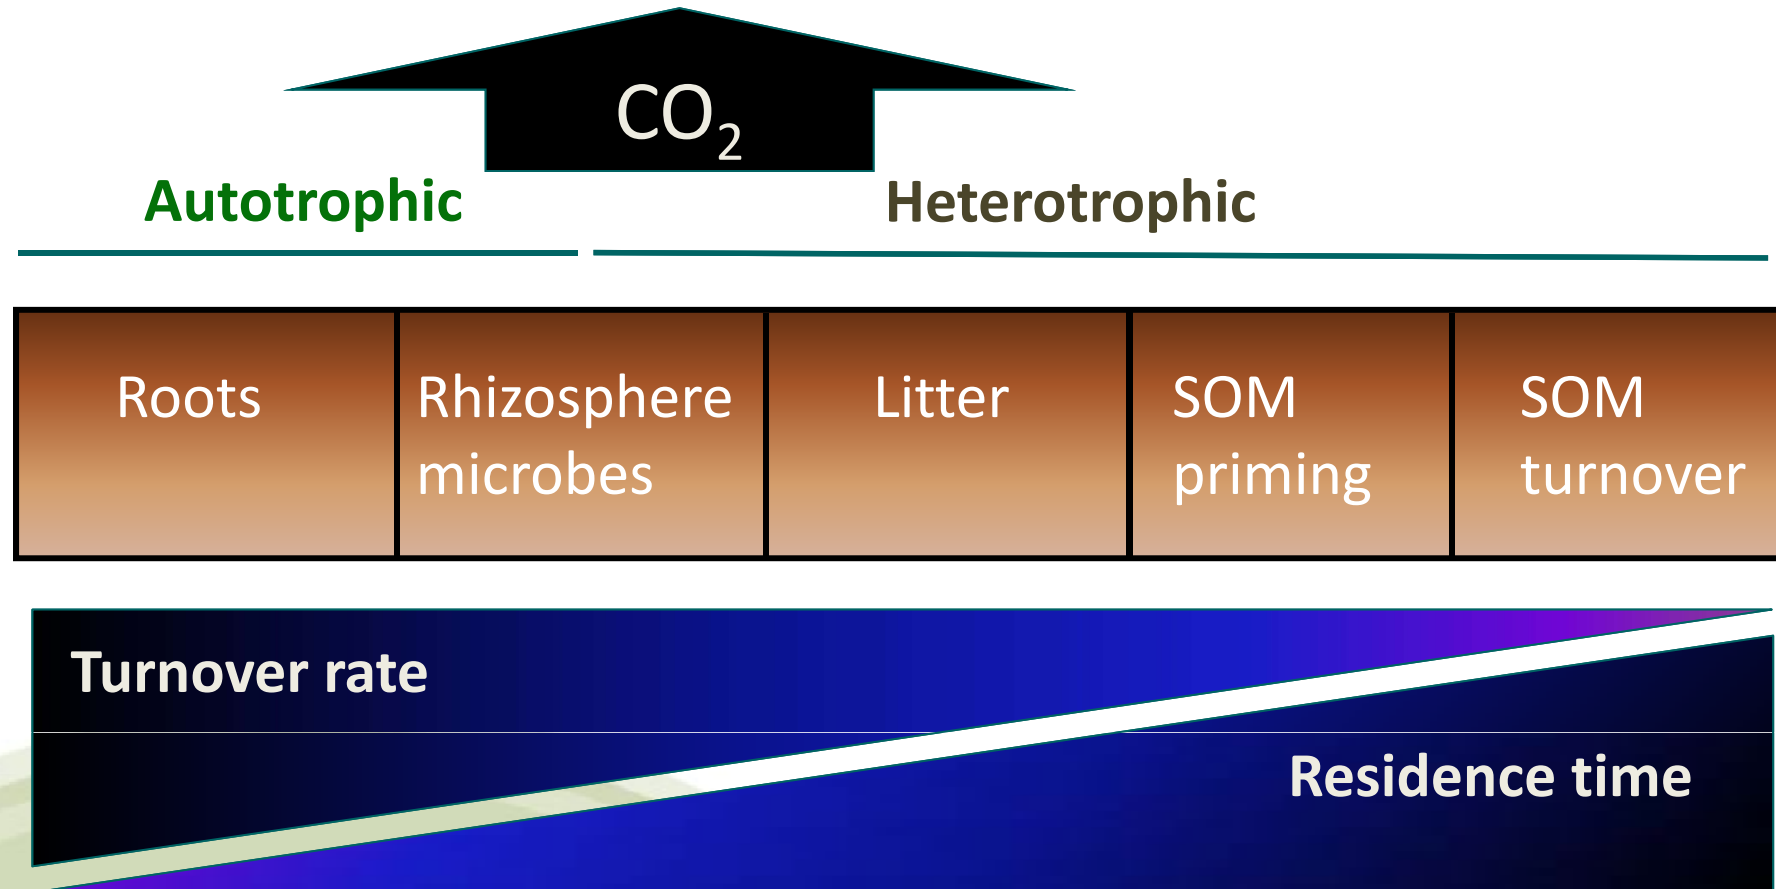 CO₂
Autotrophic
Heterotrophic
Roots
Rhizosphere
microbes
Litter
SOM
priming
SOM
turnover
Turnover rate
Residence time